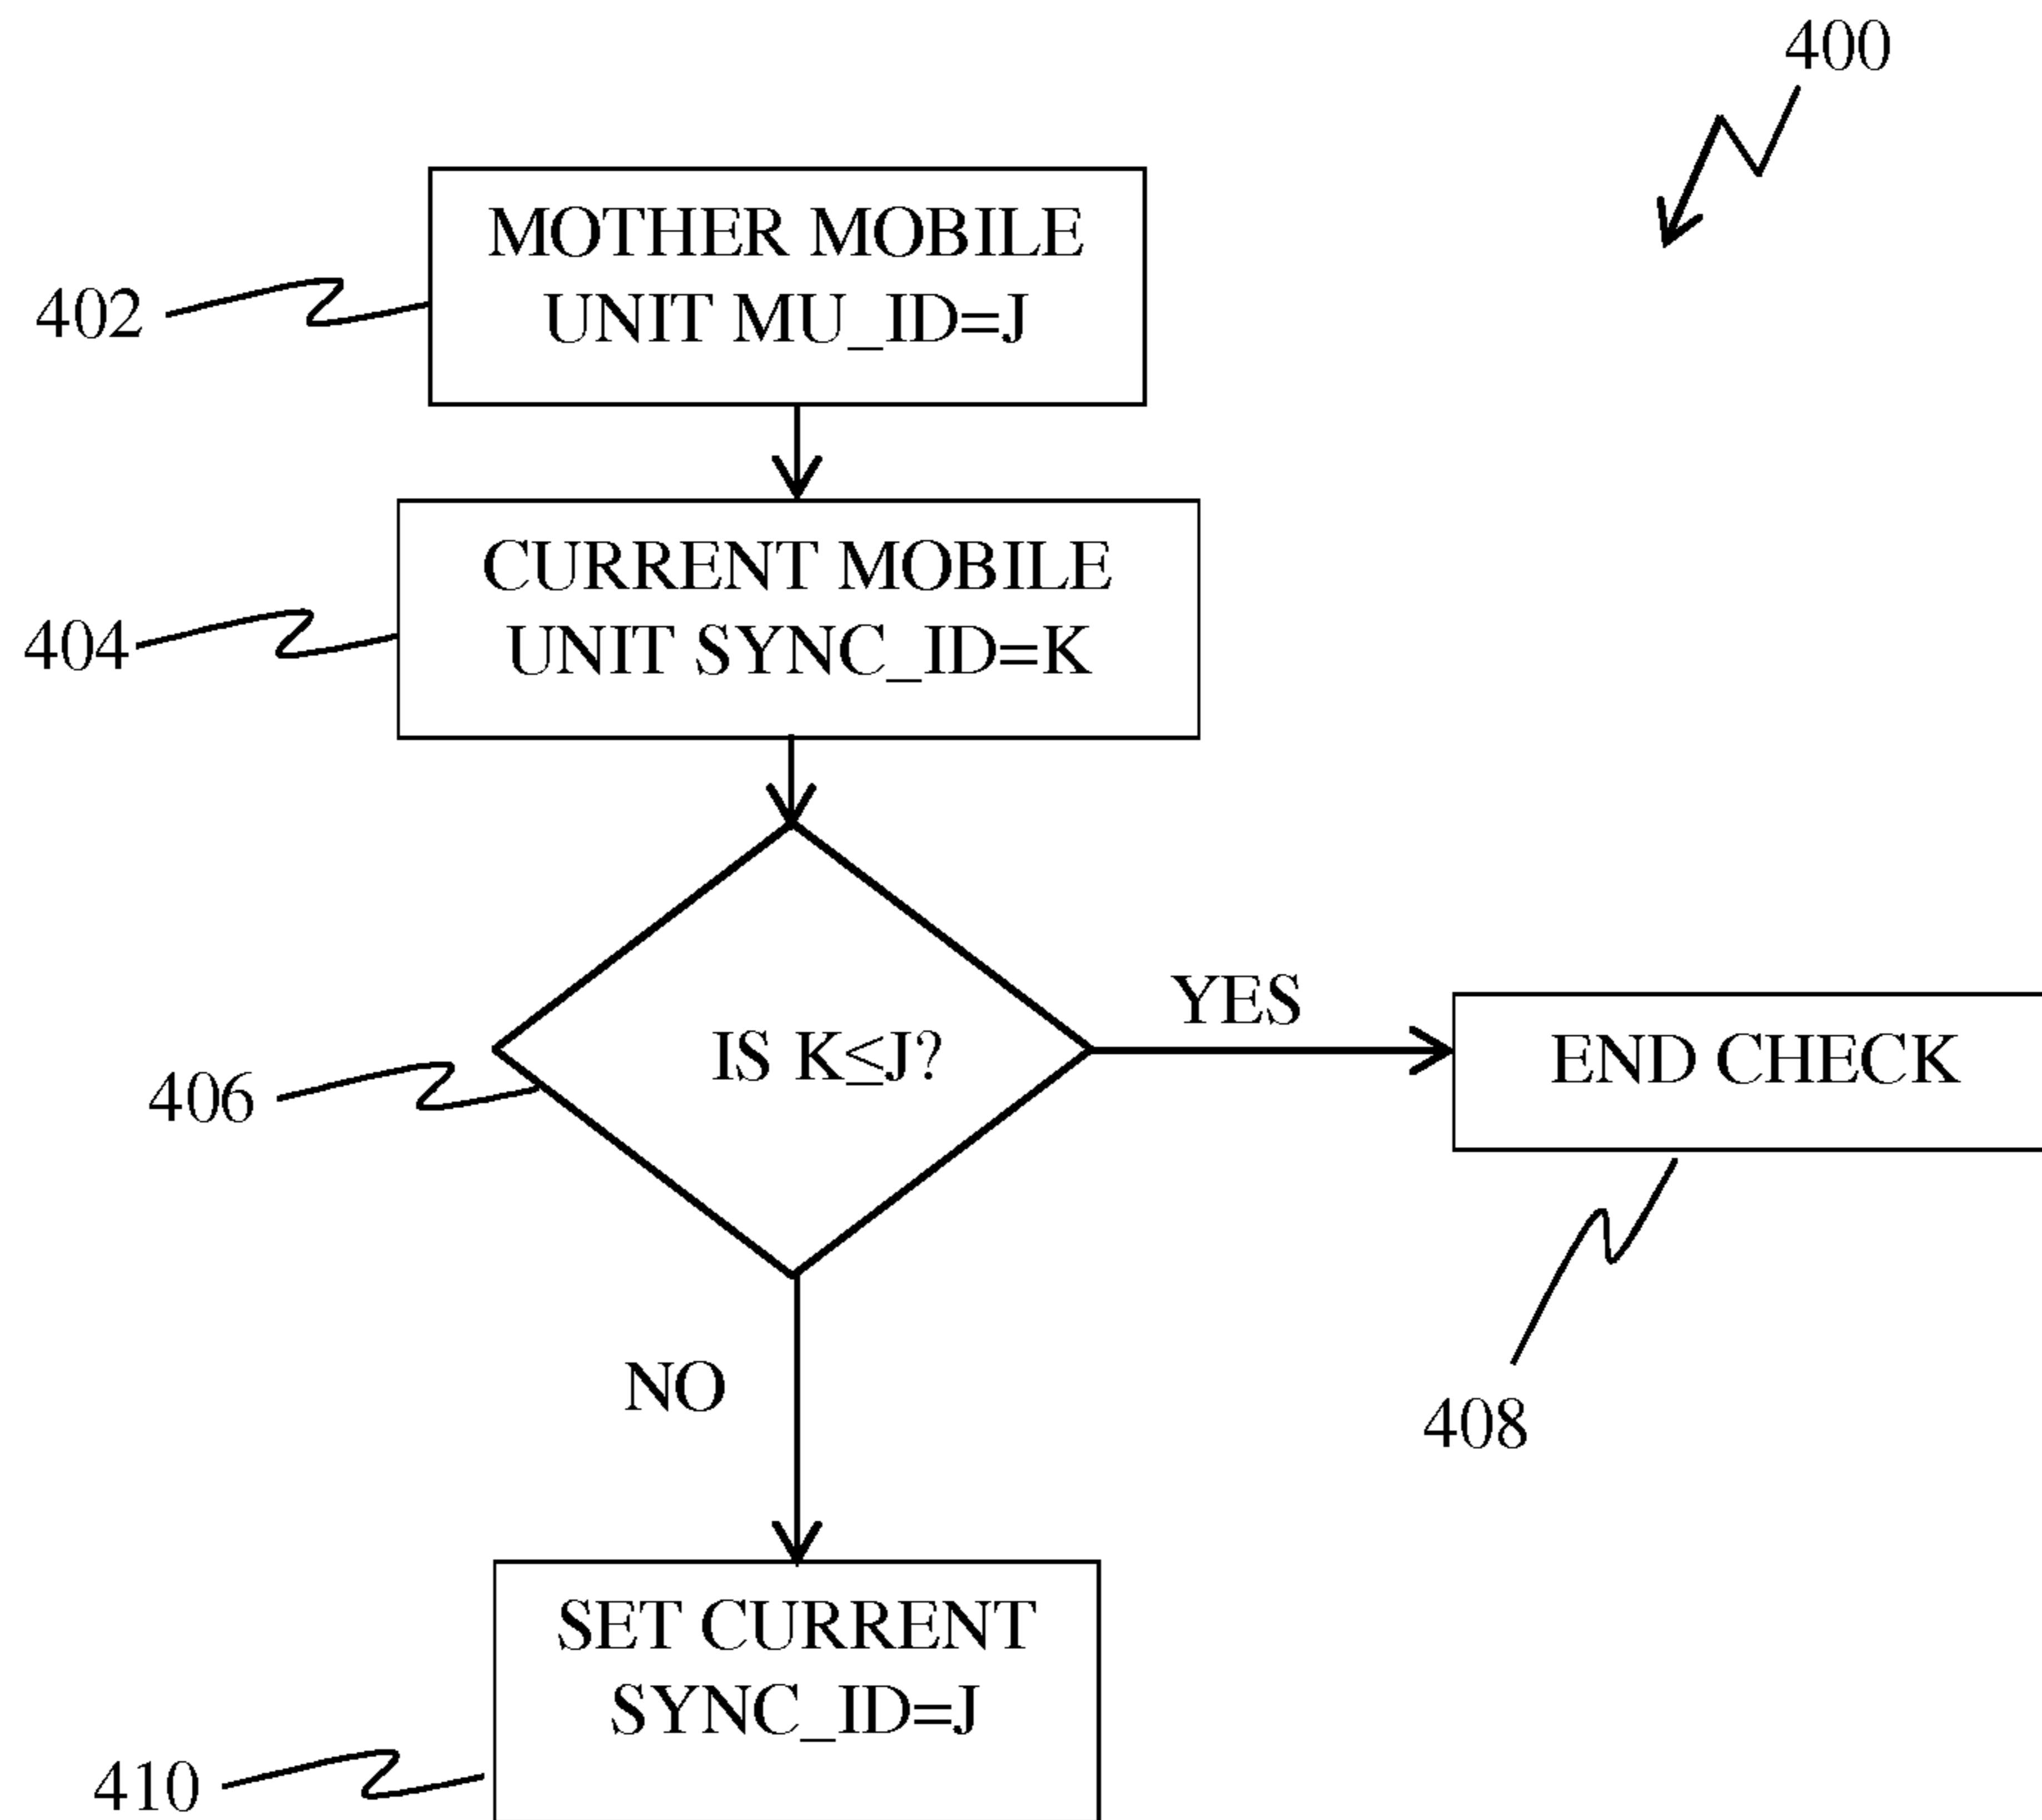 400
MOTHER MOBILE
UNIT MU_ID=J
402
CURRENT MOBILE
UNIT SYNC_ID=K
404
YES
IS K≤J?
END CHECK
406
NO
408
SET CURRENT
SYNC_ID=J
410